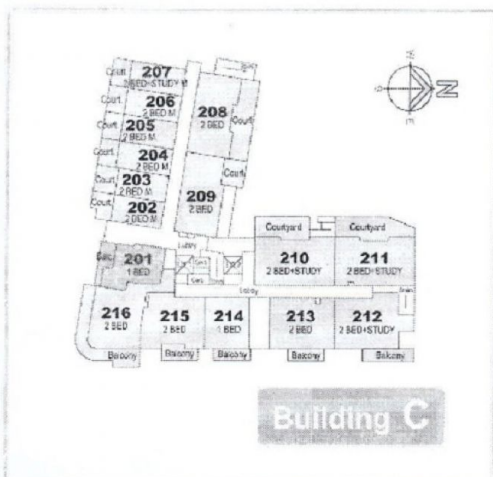 Court. 207
2 BED+STUDY M
Court. 206
2 BED M
Court. 205
2 BED M
Court. 204
2 BED M
Court. 203
2 BED M
Court. 202
2 BED M
208
2 BED
Court.
209
2 BED
Court.
W
S
N
E
Lobby
Courtyard
Courtyard
210
2 BED+STUDY
211
2 BED+STUDY
Balc.
201
1 BED
Lobby
216
2 BED
Balcony
215
2 BED
Balcony
214
1 BED
Balcony
213
2 BED
Balcony
212
2 BED+STUDY
Balcony
Building C